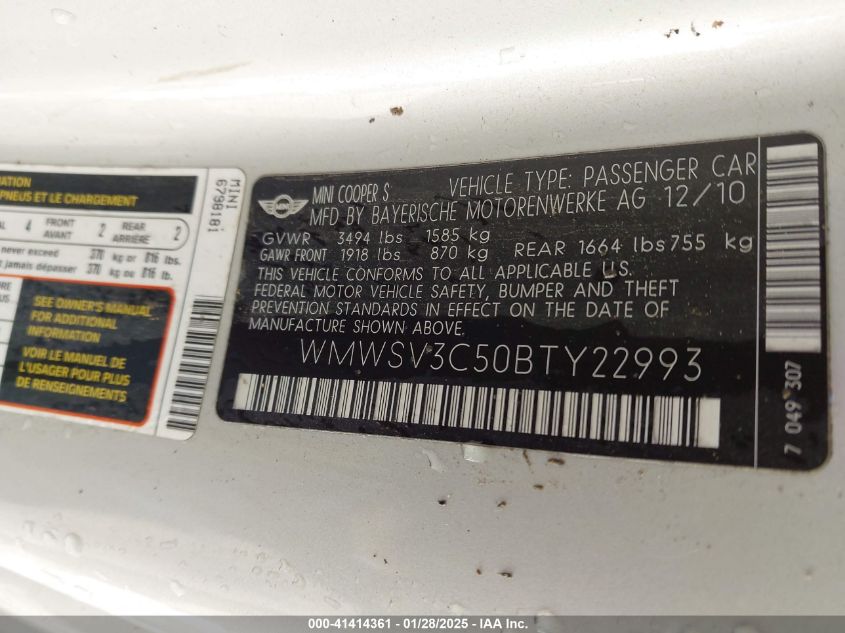 MATION
PNEUS ET LE CHARGEMENT
4 FRONT AVANT 2 REAR ARRIÈRE 2
never exceed 370 kg or 816 lbs.
jamais dépasser 370 kg ou 816 lb.
SEE OWNER'S MANUAL
FOR ADDITIONAL
INFORMATION
VOIR LE MANUEL DE
L'USAGER POUR PLUS
DE RENSEIGNEMENTS
MINI
6798181
MINI COOPER S VEHICLE TYPE: PASSENGER CAR
MFD BY BAYERISCHE MOTORENWERKE AG 12/10
GVWR 3494 lbs 1585 kg
GAWR FRONT 1918 lbs 870 kg REAR 1664 lbs 755 kg
THIS VEHICLE CONFORMS TO ALL APPLICABLE U.S.
FEDERAL MOTOR VEHICLE SAFETY, BUMPER AND THEFT
PREVENTION STANDARDS IN EFFECT ON THE DATE OF
MANUFACTURE SHOWN ABOVE.
WMWSV3C50BTY22993
7 049 307
000-41414361 | 01/28/2025 - IAA Inc.